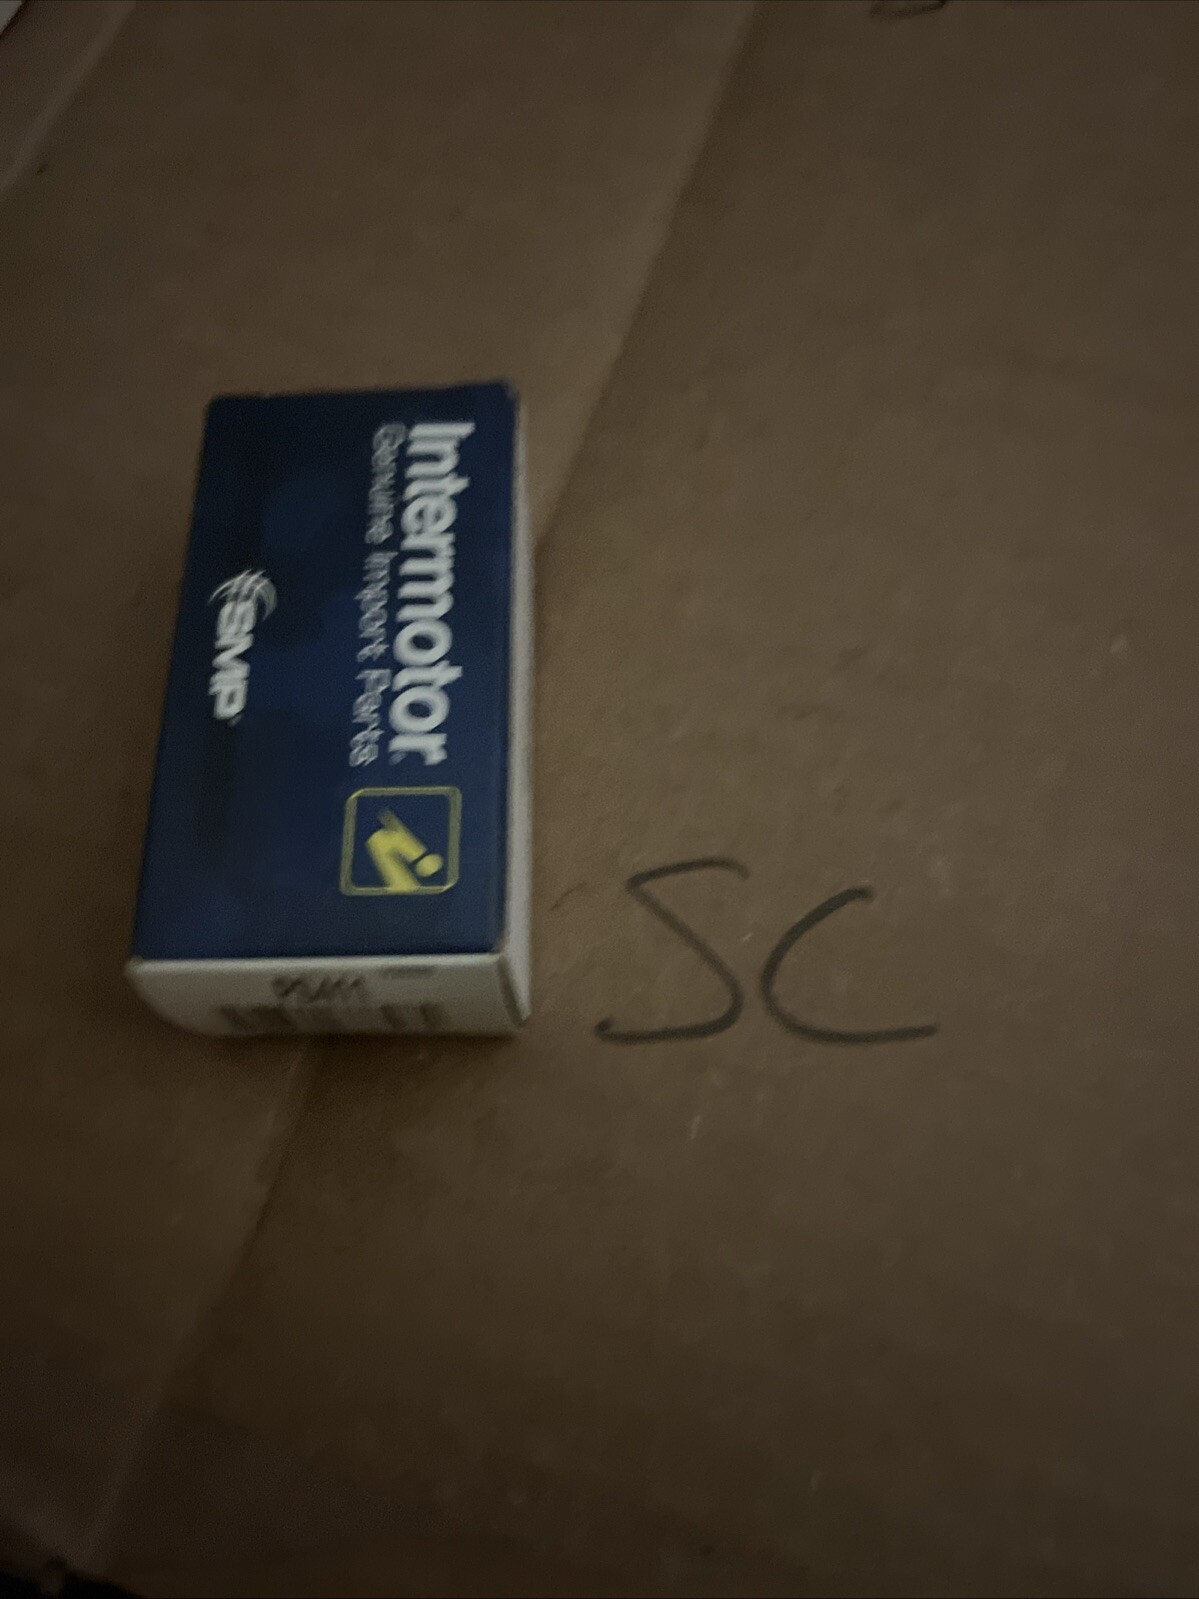 Intermotor
Genuine Import Parts
SMP
SC